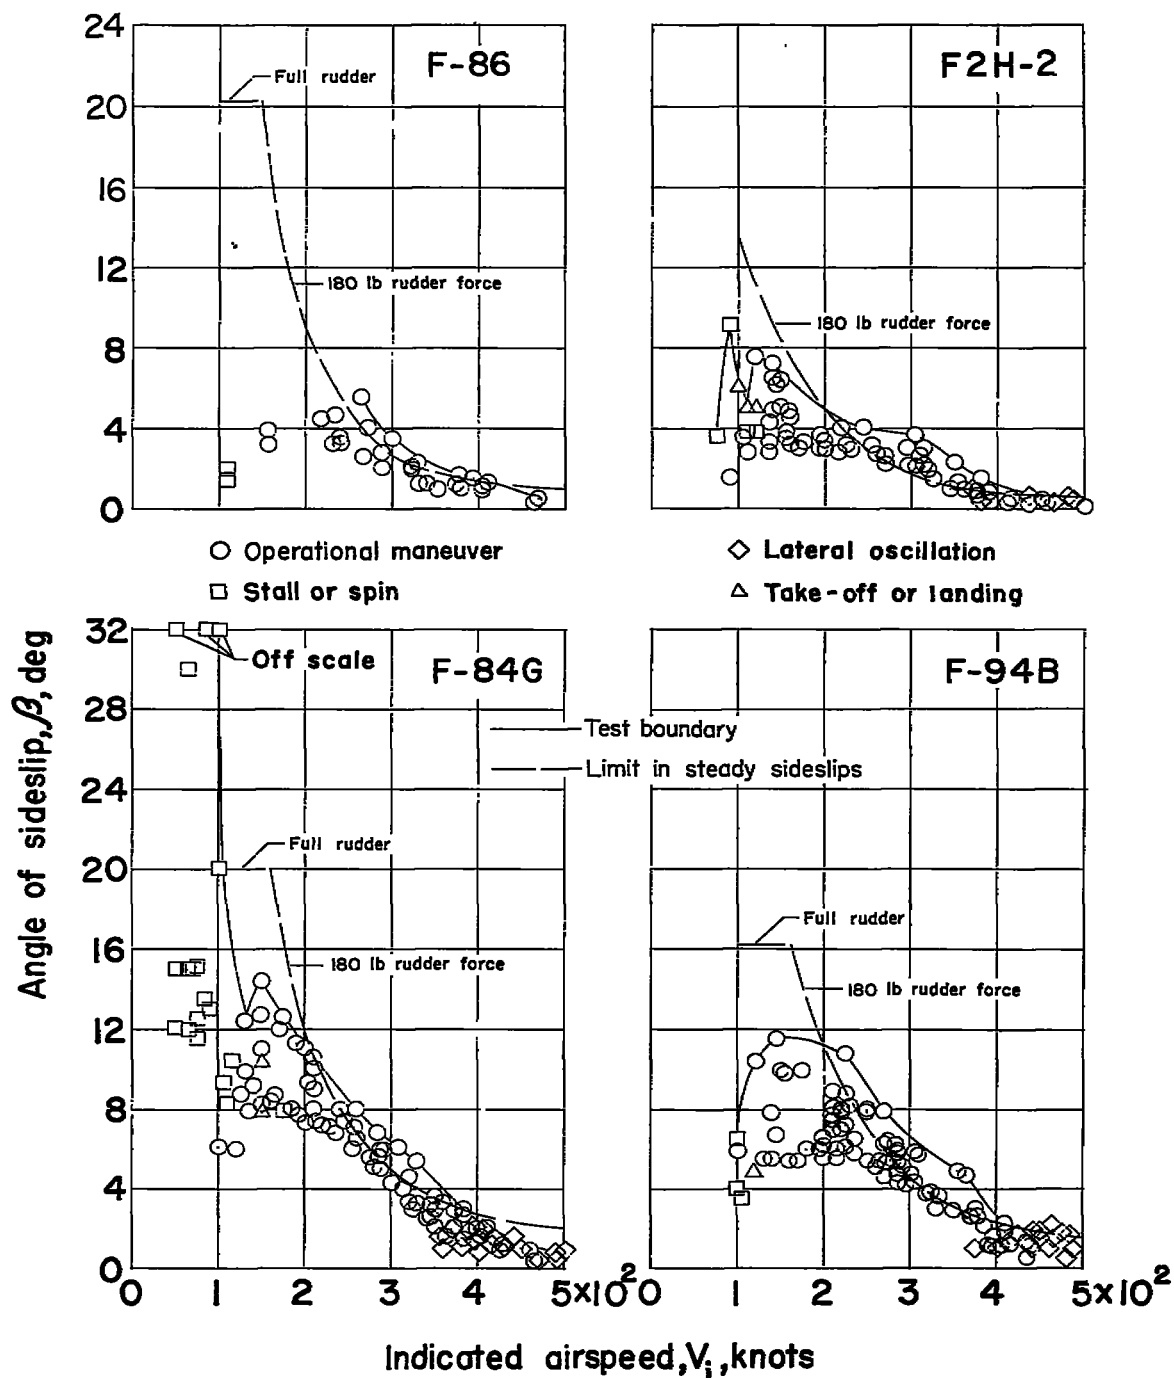 24
20
16
12
8
4
0
F-86
Full rudder
180 lb rudder force
F2H-2
180 lb rudder force
Operational maneuver
Stall or spin
Lateral oscillation
Take-off or landing
Angle of sideslip, β, deg
32
28
24
20
16
12
8
4
0
Off scale
F-84G
Full rudder
180 lb rudder force
Test boundary
Limit in steady sideslips
F-94B
Full rudder
180 lb rudder force
0 1 2 3 4 5×10²
0 1 2 3 4 5×10²
Indicated airspeed, Vᵢ, knots